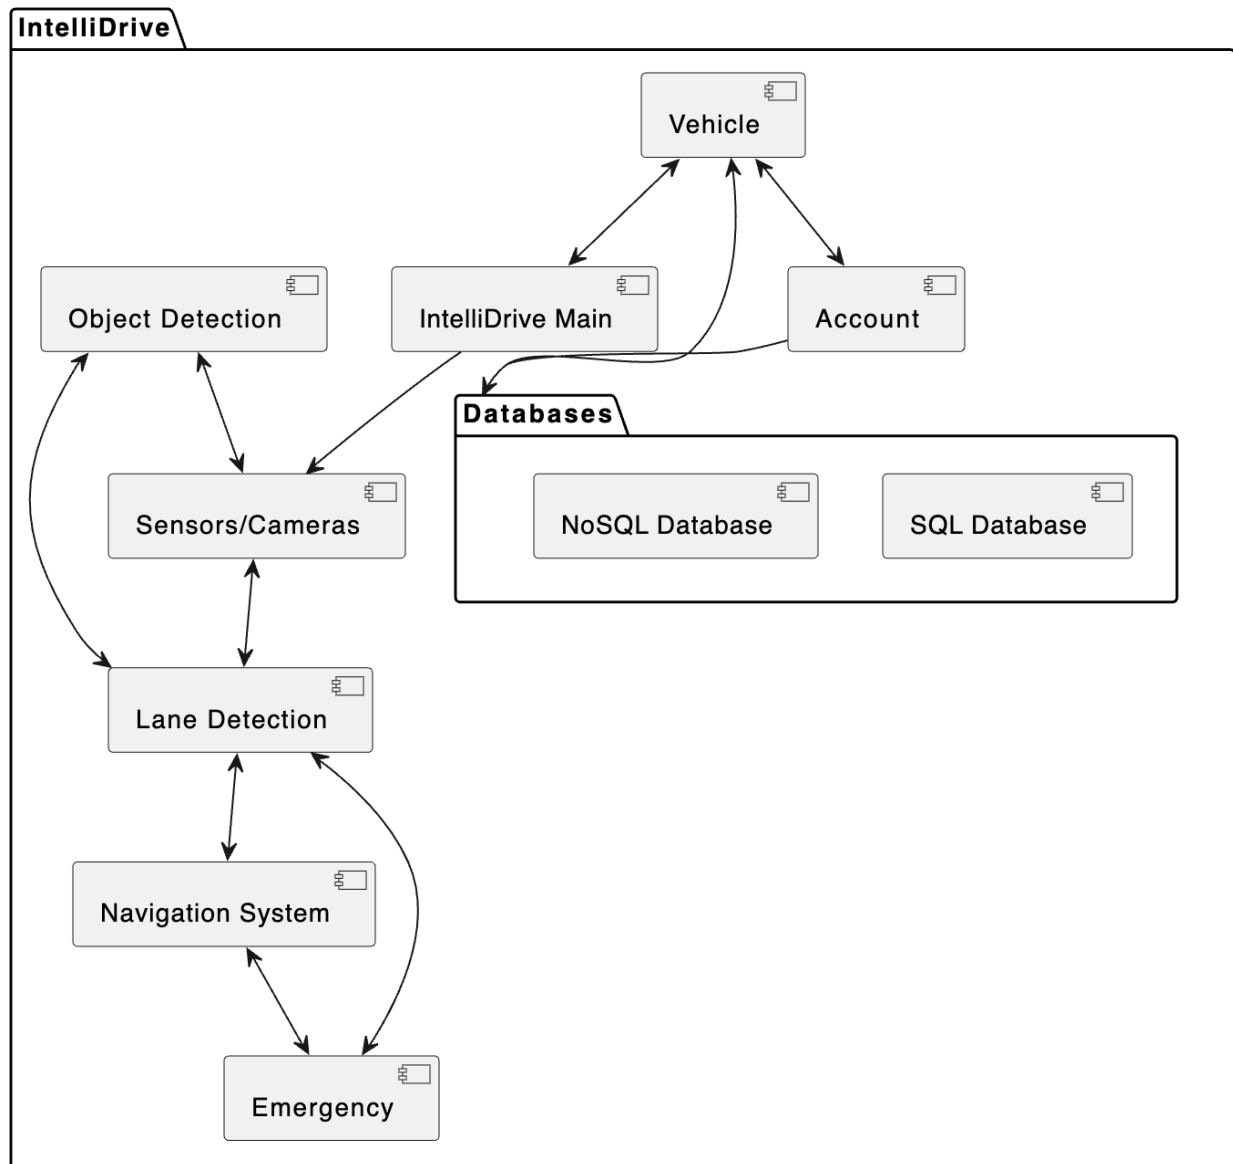 IntelliDrive
Vehicle
Object Detection
IntelliDrive Main
Account
Databases
Sensors/Cameras
NoSQL Database
SQL Database
Lane Detection
Navigation System
Emergency